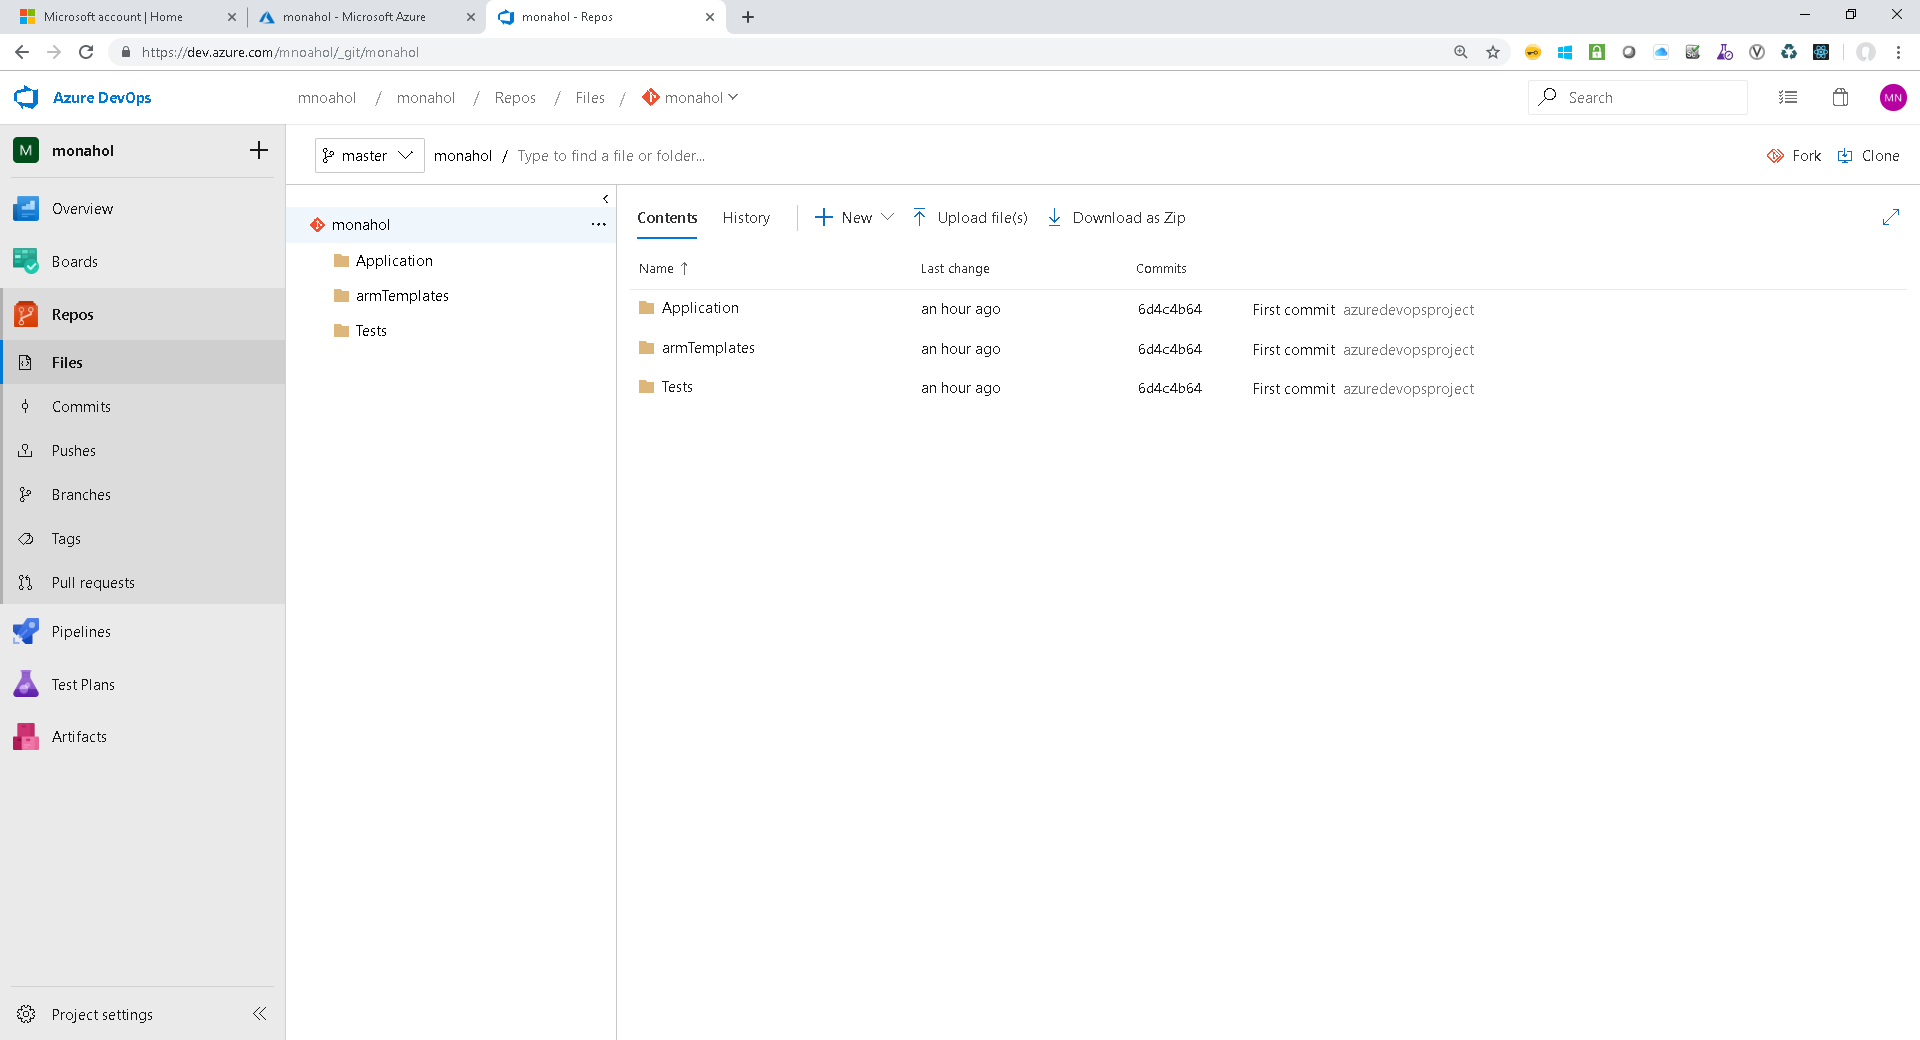 Microsoft account | Home
monahol - Microsoft Azure
monahol - Repos
https://dev.azure.com/mnoahol/_git/monahol
Azure DevOps
mnoahol / monahol / Repos / Files / monahol
Search
MN
M monahol
master monahol / Type to find a file or folder...
Fork Clone
Overview
Boards
Repos
Files
Commits
Pushes
Branches
Tags
Pull requests
Pipelines
Test Plans
Artifacts
Project settings
monahol ...
Application
armTemplates
Tests
Contents History New Upload file(s) Download as Zip
Name ↑ Last change Commits
Application an hour ago 6d4c4b64 First commit azuredevopsproject
armTemplates an hour ago 6d4c4b64 First commit azuredevopsproject
Tests an hour ago 6d4c4b64 First commit azuredevopsproject